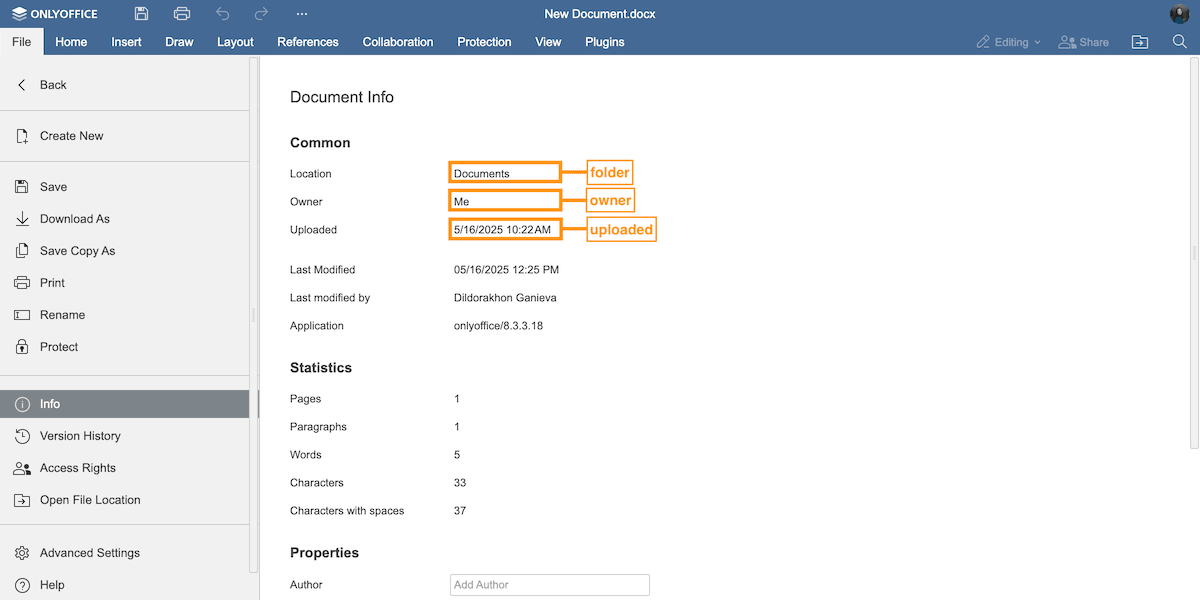 ONLYOFFICE
New Document.docx
File Home Insert Draw Layout References Collaboration Protection View Plugins Editing Share
Back
Create New
Save
Download As
Save Copy As
Print
Rename
Protect
Info
Version History
Access Rights
Open File Location
Advanced Settings
Help
Document Info
Common
Location Documents folder
Owner Me owner
Uploaded 5/16/2025 10:22AM uploaded
Last Modified 05/16/2025 12:25 PM
Last modified by Dildorakhon Ganieva
Application onlyoffice/8.3.3.18
Statistics
Pages 1
Paragraphs 1
Words 5
Characters 33
Characters with spaces 37
Properties
Author Add Author